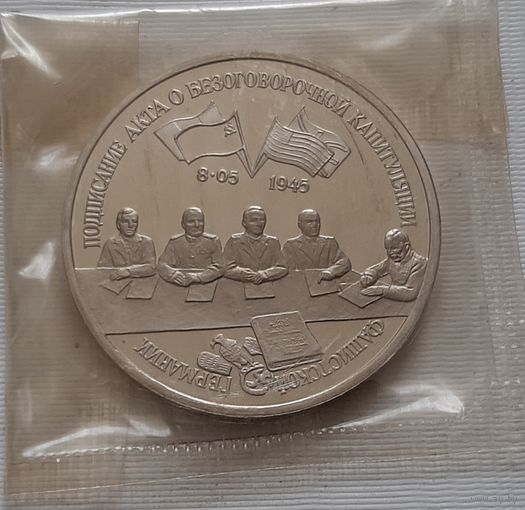 ПОДПИСАНИЕ АКТА О БЕЗОГОВОРОЧНОЙ КАПИТУЛЯЦИИ
ФАШИСТСКОЙ ГЕРМАНИИ
8·05 1945